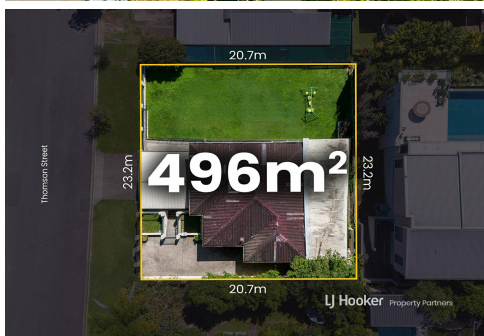 20.7m
Thomson Street
23.2m
496m²
23.2m
20.7m
LJ Hooker Property Partners